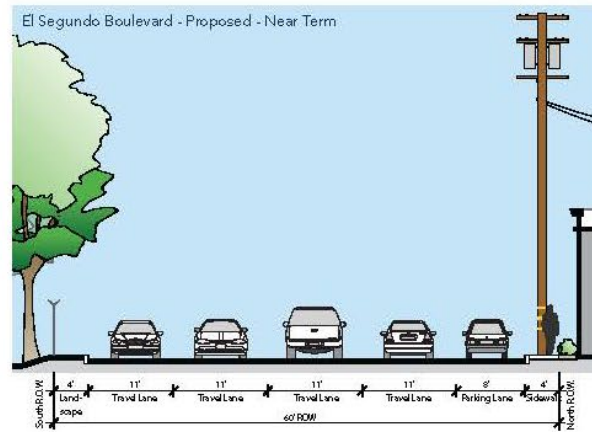 El Segundo Boulevard - Proposed - Near Term
South R.O.W.
4'
11'
11'
11'
11'
8'
4'
North R.O.W.
Land-
scape
Travel Lane
Travel Lane
Travel Lane
Travel Lane
Parking Lane
Sidewalk
60' ROW